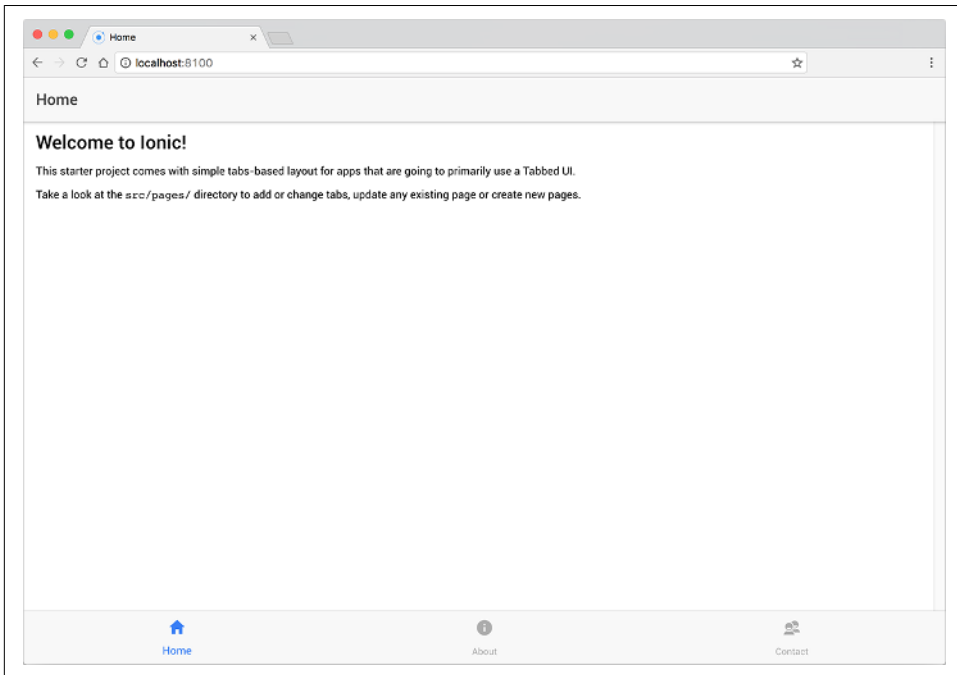 Home
localhost:8100
Home
Welcome to Ionic!
This starter project comes with simple tabs-based layout for apps that are going to primarily use a Tabbed UI.
Take a look at the src/pages/ directory to add or change tabs, update any existing page or create new pages.
Home
About
Contact